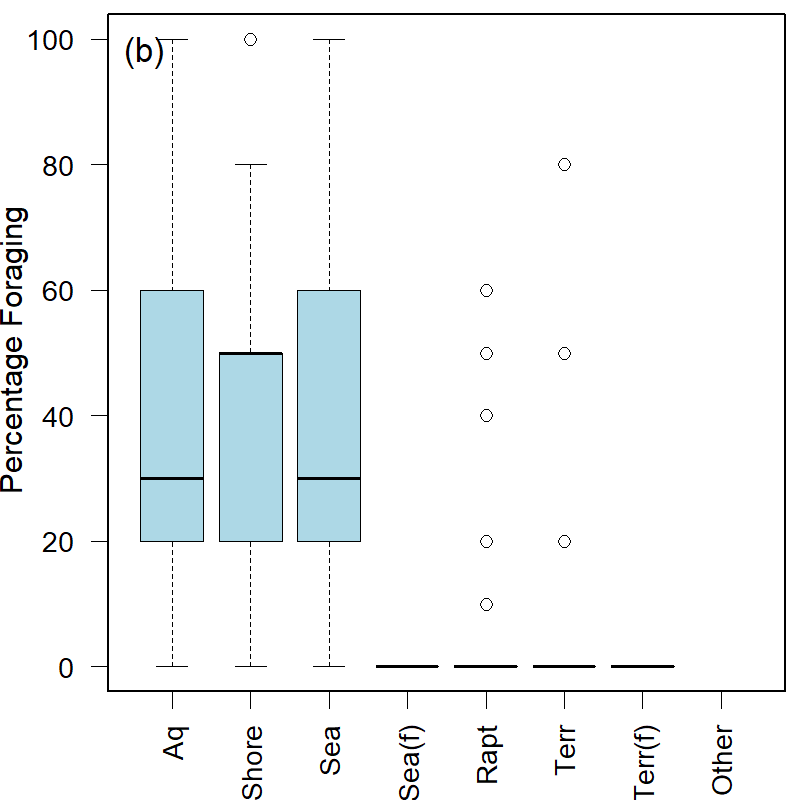 (b)
Percentage Foraging
100
80
60
40
20
0
Aq
Shore
Sea
Sea(f)
Rapt
Terr
Terr(f)
Other